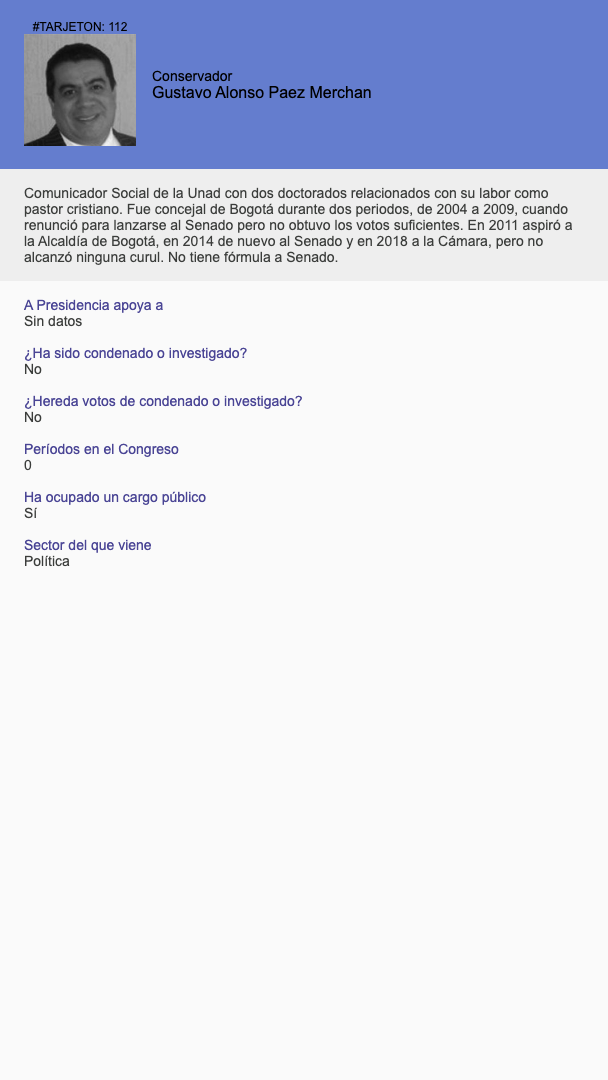 #TARJETON: 112
Conservador
Gustavo Alonso Paez Merchan
Comunicador Social de la Unad con dos doctorados relacionados con su labor como
pastor cristiano. Fue concejal de Bogotá durante dos periodos, de 2004 a 2009, cuando
renunció para lanzarse al Senado pero no obtuvo los votos suficientes. En 2011 aspiró a
la Alcaldía de Bogotá, en 2014 de nuevo al Senado y en 2018 a la Cámara, pero no
alcanzó ninguna curul. No tiene fórmula a Senado.
A Presidencia apoya a
Sin datos
¿Ha sido condenado o investigado?
No
¿Hereda votos de condenado o investigado?
No
Períodos en el Congreso
0
Ha ocupado un cargo público
Sí
Sector del que viene
Política